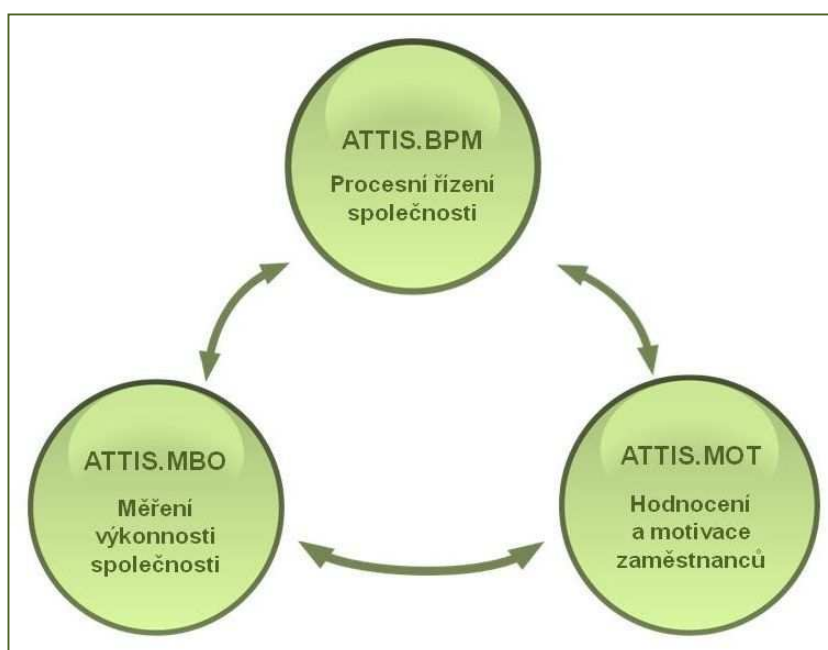 ATTIS.BPM
Procesní řízení
společnosti
ATTIS.MBO
Měření
výkonnosti
společnosti
ATTIS.MOT
Hodnocení
a motivace
zaměstnanců